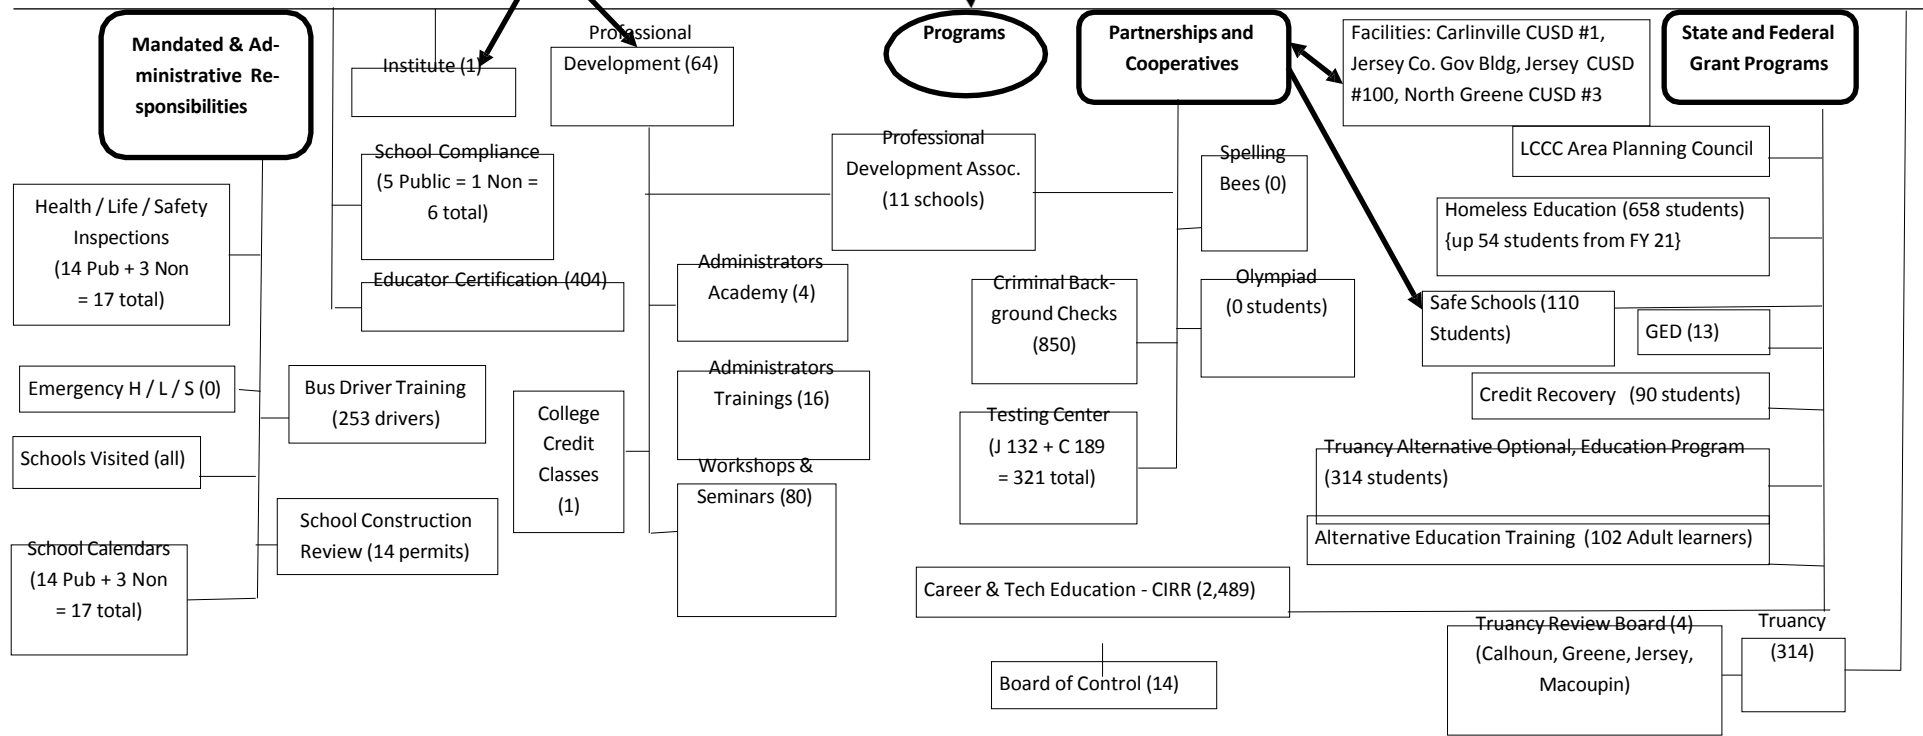 Mandated & Ad-
ministrative Re-
sponsibilities
Health / Life / Safety
Inspections
(14 Pub + 3 Non
= 17 total)
Emergency H / L / S (0)
Schools Visited (all)
School Calendars
(14 Pub + 3 Non
= 17 total)
Bus Driver Training
(253 drivers)
School Construction
Review (14 permits)
Institute (1)
School Compliance
(5 Public = 1 Non =
6 total)
Educator Certification (404)
Professional
Development (64)
College
Credit
Classes
(1)
Administrators
Academy (4)
Administrators
Trainings (16)
Workshops &
Seminars (80)
Programs
Professional
Development Assoc.
(11 schools)
Partnerships and
Cooperatives
Spelling
Bees (0)
Criminal Back-
ground Checks
(850)
Olympiad
(0 students)
Testing Center
(J 132 + C 189
= 321 total)
Facilities: Carlinville CUSD #1,
Jersey Co. Gov Bldg, Jersey CUSD
#100, North Greene CUSD #3
State and Federal
Grant Programs
LCCC Area Planning Council
Homeless Education (658 students)
{up 54 students from FY 21}
Safe Schools (110
Students)
GED (13)
Credit Recovery (90 students)
Truancy Alternative Optional, Education Program
(314 students)
Alternative Education Training (102 Adult learners)
Career & Tech Education - CIRR (2,489)
Board of Control (14)
Truancy Review Board (4)
(Calhoun, Greene, Jersey,
Macoupin)
Truancy
(314)